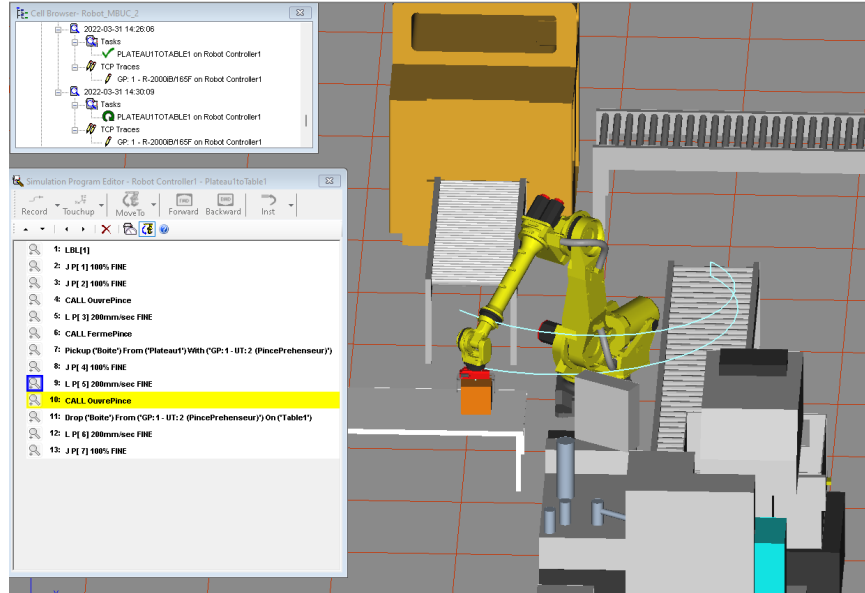 Cell Browser- Robot_MBUC_2
2022-03-31 14:26:06
Tasks
PLATEAU1TOTABLE1 on Robot Controller1
TCP Traces
GP: 1 - R-2000iB/165F on Robot Controller1
2022-03-31 14:30:09
Tasks
PLATEAU1TOTABLE1 on Robot Controller1
TCP Traces
GP: 1 - R-2000iB/165F on Robot Controller1
Simulation Program Editor - Robot Controller1 - Plateau1toTable1
Record Touchup MoveTo Forward Backward Inst
1: LBL[1]
2: J P[ 1] 100% FINE
3: J P[ 2] 100% FINE
4: CALL OuvrePince
5: L P[ 3] 200mm/sec FINE
6: CALL FermePince
7: Pickup ('Boite') From ('Plateau1') With ('GP: 1 - UT: 2 (PincePrehenseur)')
8: J P[ 4] 100% FINE
9: L P[ 5] 200mm/sec FINE
10: CALL OuvrePince
11: Drop ('Boite') From ('GP: 1 - UT: 2 (PincePrehenseur)') On ('Table1')
12: L P[ 6] 200mm/sec FINE
13: J P[ 7] 100% FINE